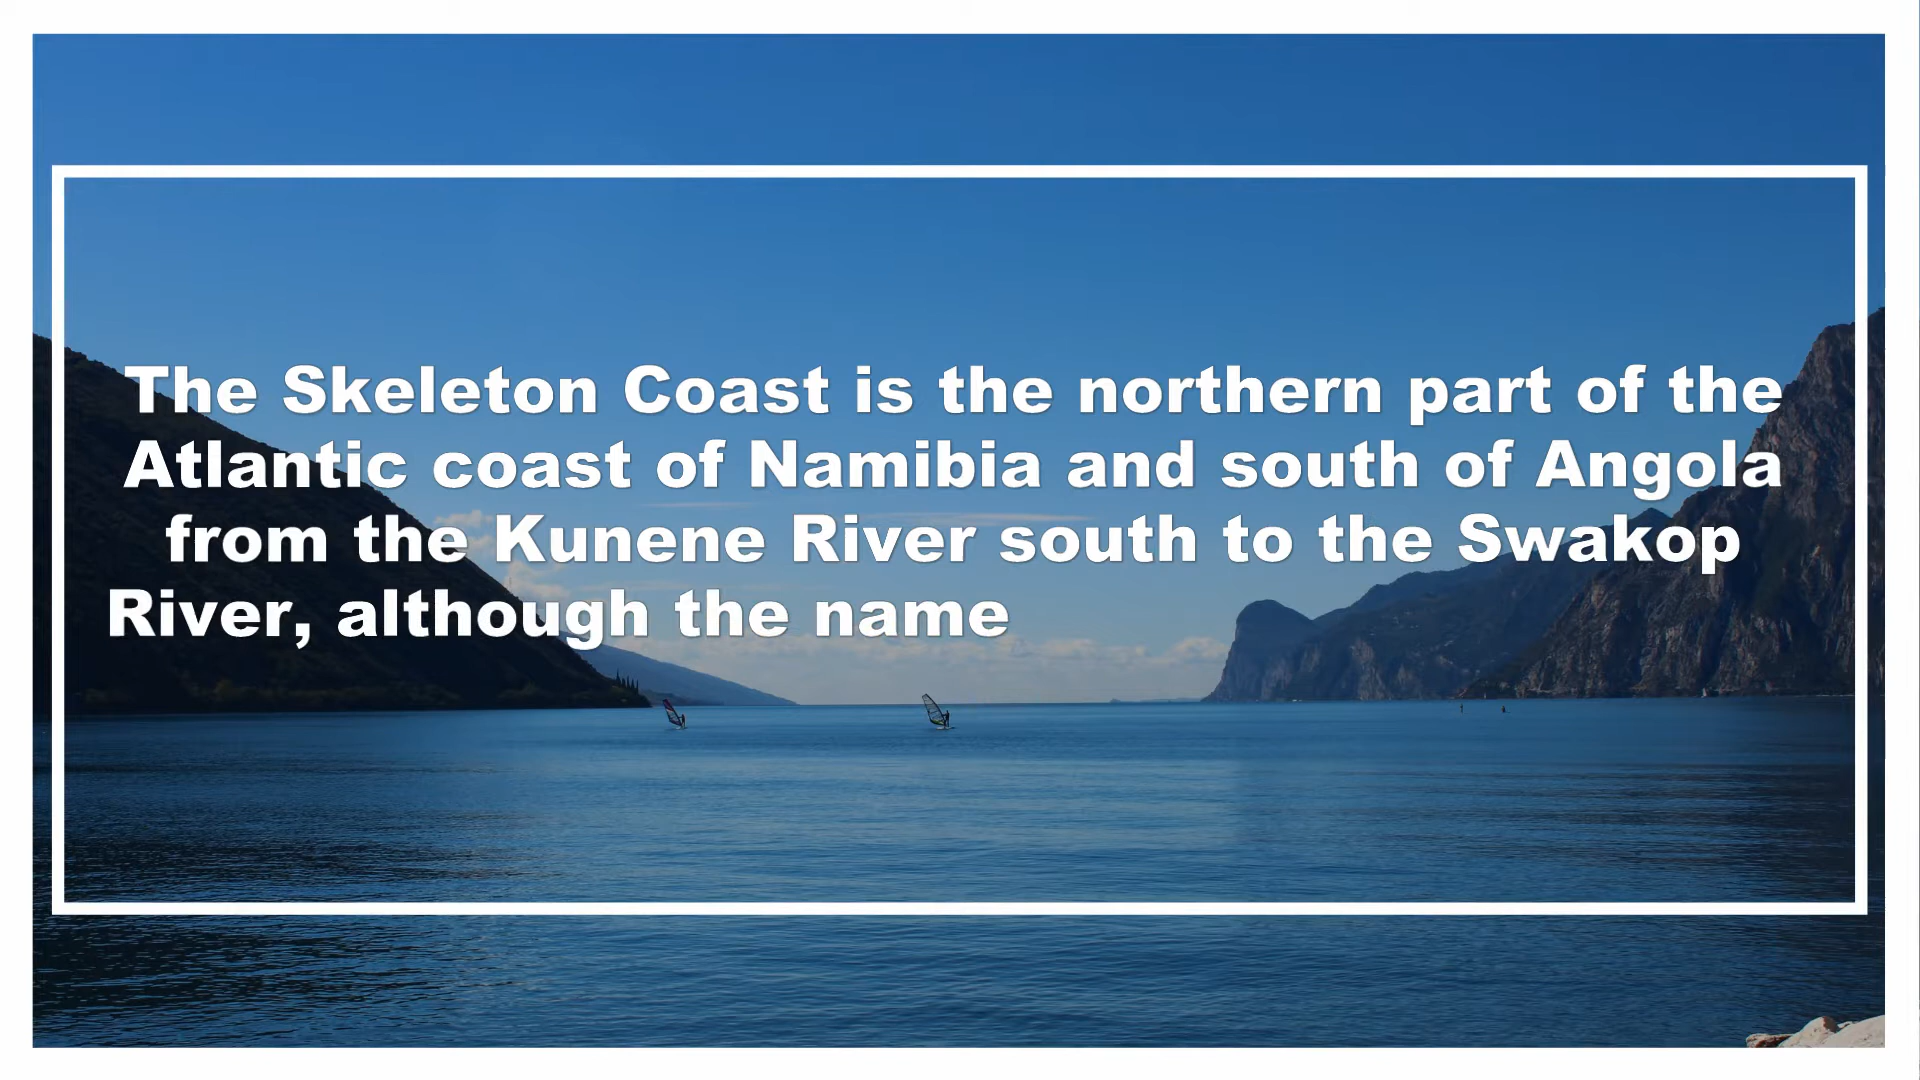 The Skeleton Coast is the northern part of the
Atlantic coast of Namibia and south of Angola
from the Kunene River south to the Swakop
River, although the name